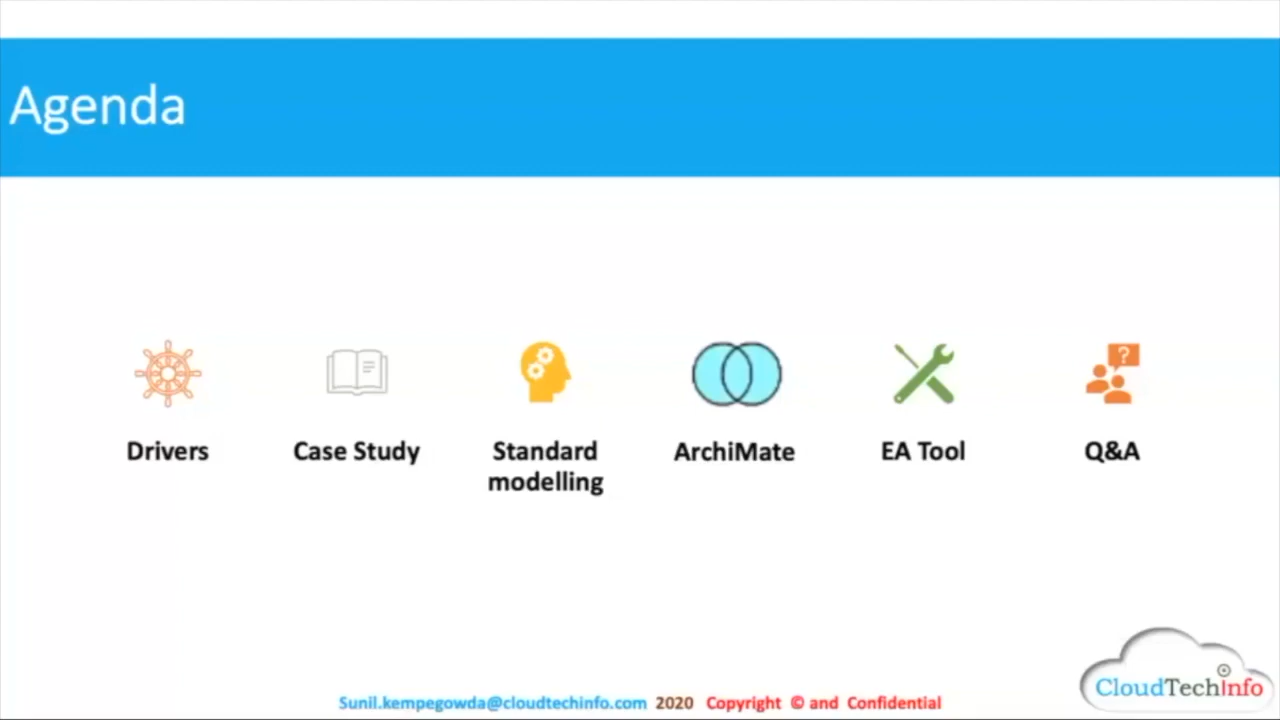 Agenda
Drivers
Case Study
Standard
modelling
ArchiMate
EA Tool
?
Q&A
CloudTechInfo
Sunil.kempegowda@cloudtechinfo.com 2020 Copyright © and Confidential